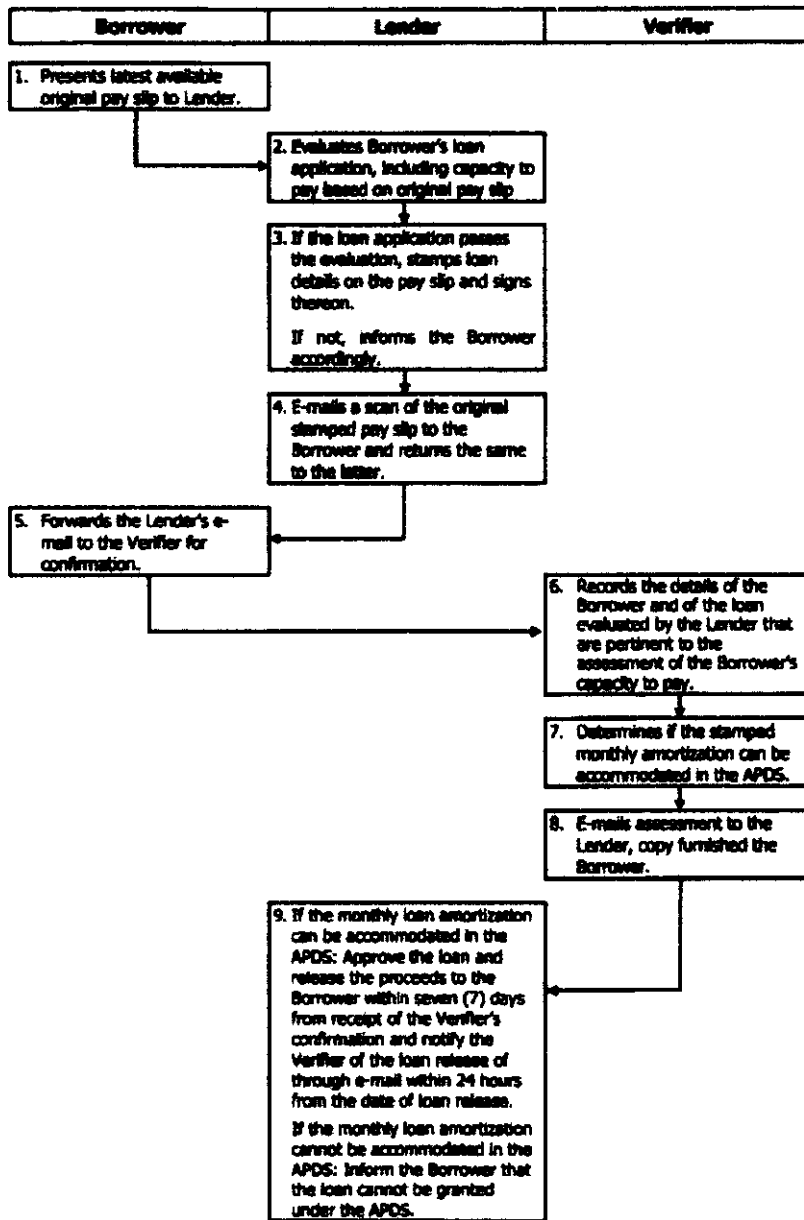 Borrower Lender Verifier
1. Presents latest available
original pay slip to Lender.
2. Evaluates Borrower's loan
application, including capacity to
pay based on original pay slip
3. If the loan application passes
the evaluation, stamps loan
details on the pay slip and signs
thereon.
If not, informs the Borrower
accordingly.
4. E-mails a scan of the original
stamped pay slip to the
Borrower and returns the same
to the latter.
5. Forwards the Lender's e-
mail to the Verifier for
confirmation.
6. Records the details of the
Borrower and of the loan
evaluated by the Lender that
are pertinent to the
assessment of the Borrower's
capacity to pay.
7. Determines if the stamped
monthly amortization can be
accommodated in the APDS.
8. E-mails assessment to the
Lender, copy furnished the
Borrower.
9. If the monthly loan amortization
can be accommodated in the
APDS: Approve the loan and
release the proceeds to the
Borrower within seven (7) days
from receipt of the Verifier's
confirmation and notify the
Verifier of the loan release of
through e-mail within 24 hours
from the date of loan release.
If the monthly loan amortization
cannot be accommodated in the
APDS: Inform the Borrower that
the loan cannot be granted
under the APDS.